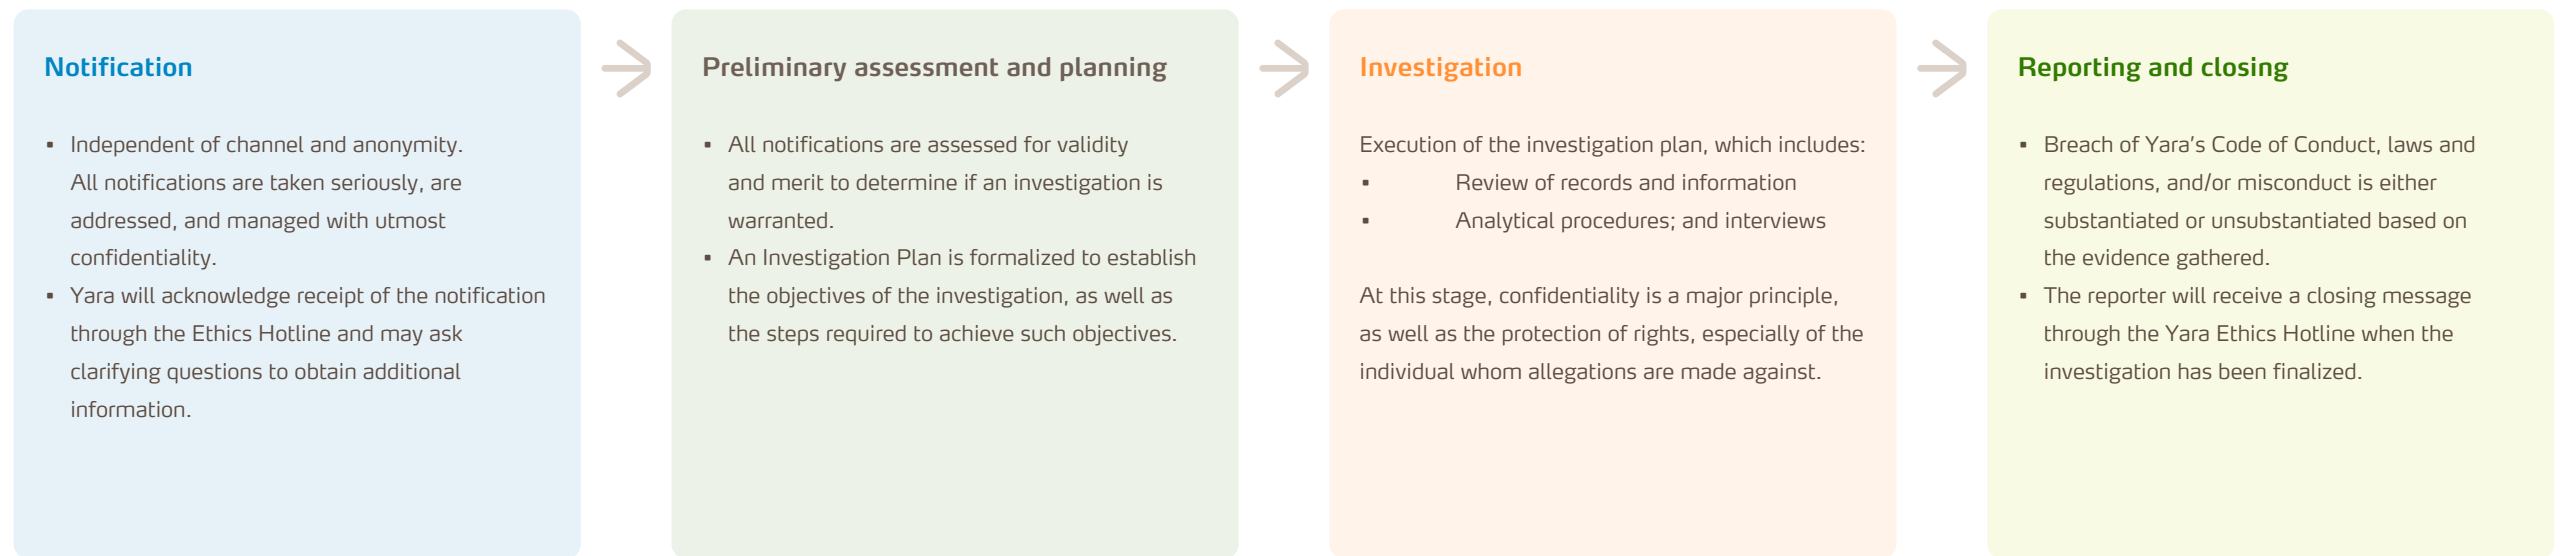 Notification
▪ Independent of channel and anonymity.
All notifications are taken seriously, are
addressed, and managed with utmost
confidentiality.
▪ Yara will acknowledge receipt of the notification
through the Ethics Hotline and may ask
clarifying questions to obtain additional
information.
Preliminary assessment and planning
▪ All notifications are assessed for validity
and merit to determine if an investigation is
warranted.
▪ An Investigation Plan is formalized to establish
the objectives of the investigation, as well as
the steps required to achieve such objectives.
Investigation
Execution of the investigation plan, which includes:
▪ Review of records and information
▪ Analytical procedures; and interviews
At this stage, confidentiality is a major principle,
as well as the protection of rights, especially of the
individual whom allegations are made against.
Reporting and closing
▪ Breach of Yara's Code of Conduct, laws and
regulations, and/or misconduct is either
substantiated or unsubstantiated based on
the evidence gathered.
▪ The reporter will receive a closing message
through the Yara Ethics Hotline when the
investigation has been finalized.